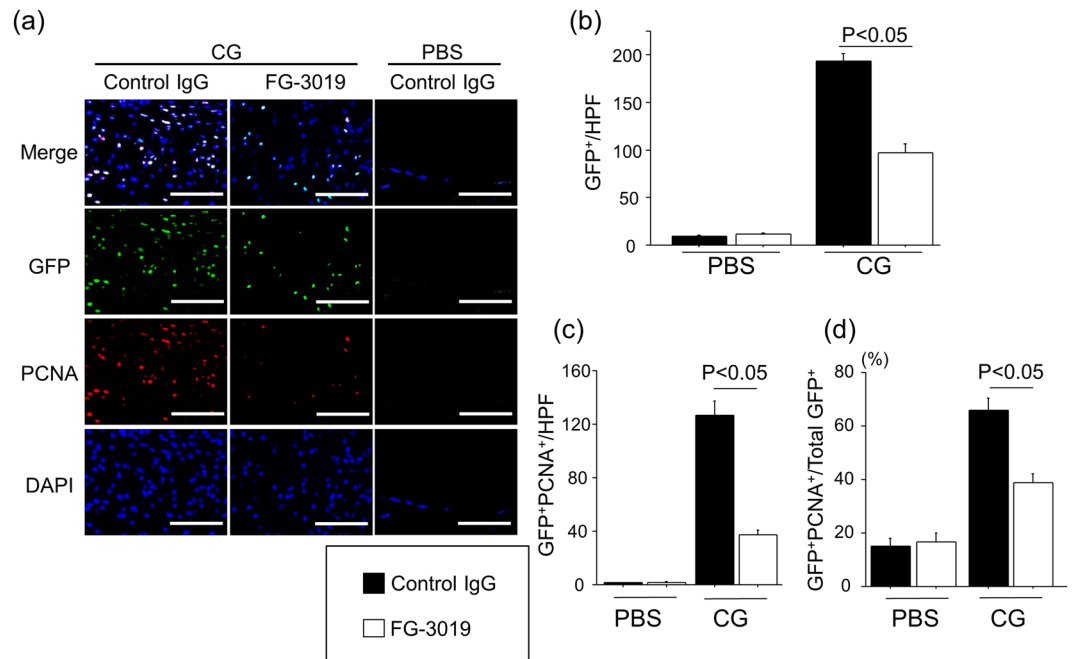 (a)
CG PBS
Control IgG FG-3019 Control IgG
Merge
GFP
PCNA
DAPI
(b)
GFP⁺/HPF
200
150
100
50
0
P<0.05
PBS CG
(c)
GFP⁺PCNA⁺/HPF
160
120
80
40
0
P<0.05
PBS CG
(d)
(%)
GFP⁺PCNA⁺/Total GFP⁺
80
60
40
20
0
P<0.05
PBS CG
Control IgG
FG-3019